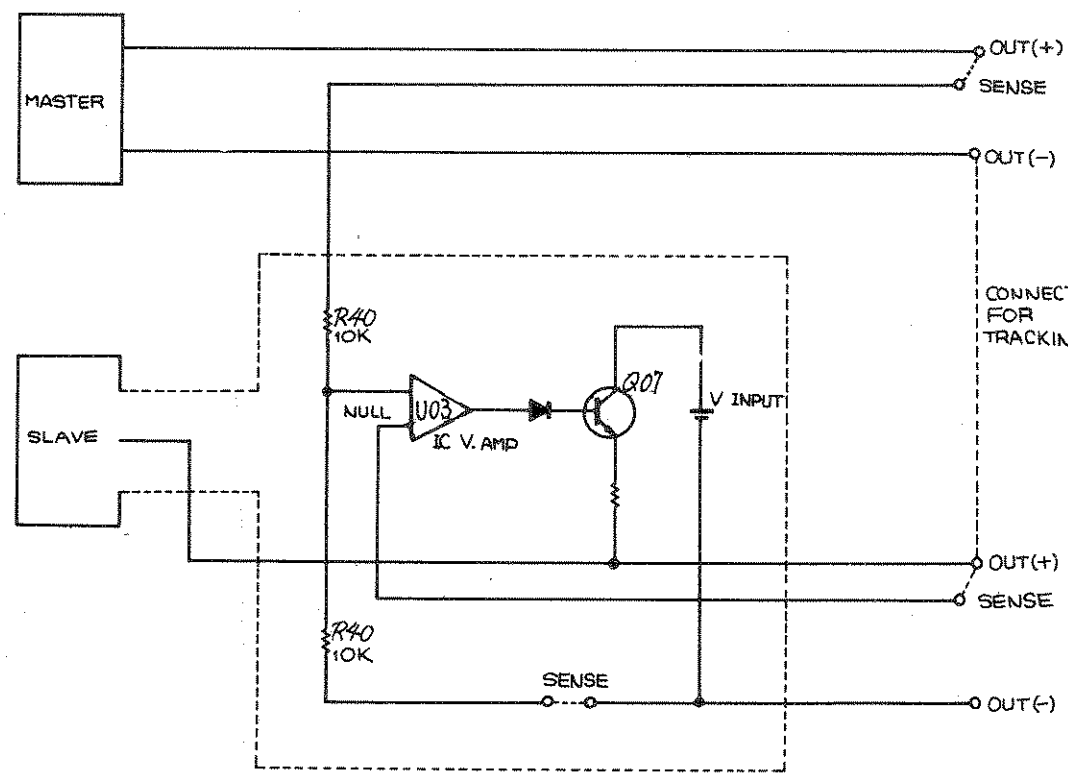 MASTER
OUT(+)
SENSE
OUT(-)
CONNEC
FOR
TRACKIN
R40
10K
NULL
U03
IC V. AMP
Q07
V INPUT
SLAVE
OUT(+)
SENSE
R40
10K
SENSE
OUT(-)